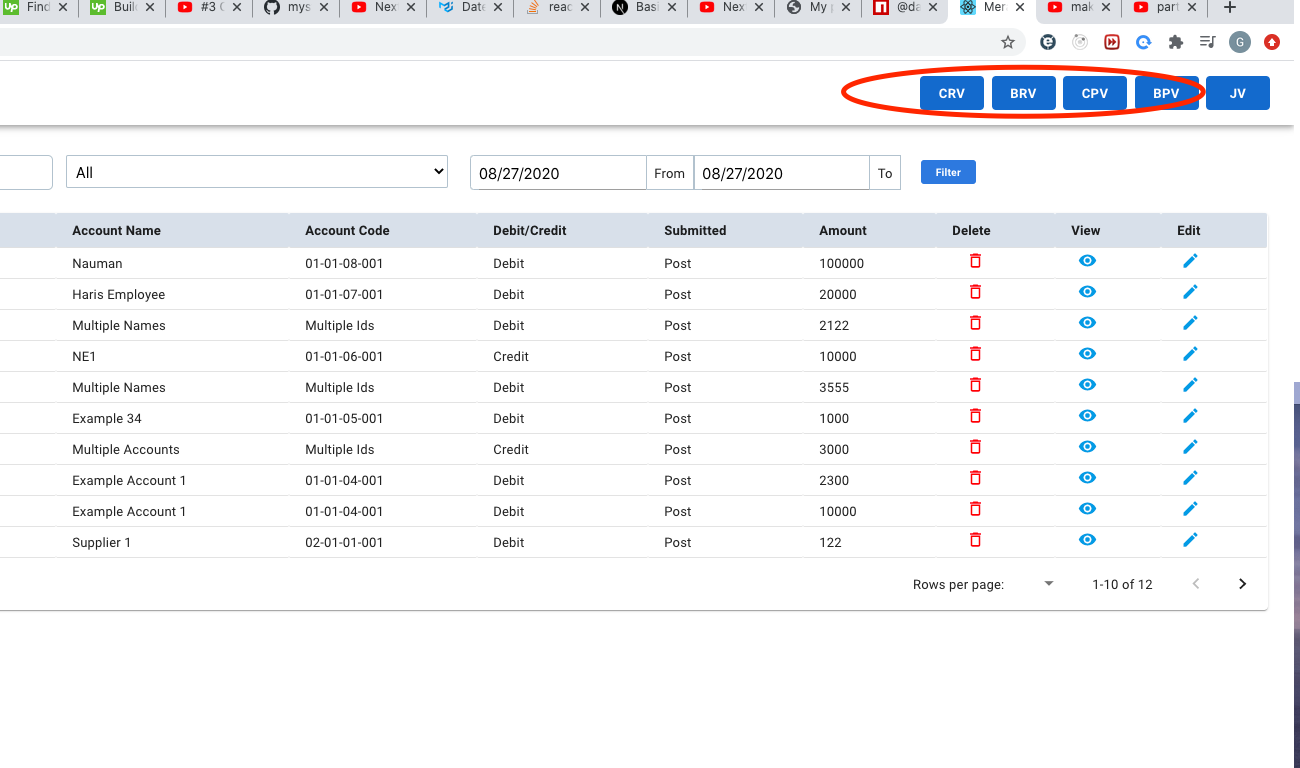 Find Buil #3 mys Nex Date reac Basi Nex My p @da Mer mak part
G
CRV BRV CPV BPV JV
All 08/27/2020 From 08/27/2020 To Filter
Account Name Account Code Debit/Credit Submitted Amount Delete View Edit
Nauman 01-01-08-001 Debit Post 100000
Haris Employee 01-01-07-001 Debit Post 20000
Multiple Names Multiple Ids Debit Post 2122
NE1 01-01-06-001 Credit Post 10000
Multiple Names Multiple Ids Debit Post 3555
Example 34 01-01-05-001 Debit Post 1000
Multiple Accounts Multiple Ids Credit Post 3000
Example Account 1 01-01-04-001 Debit Post 2300
Example Account 1 01-01-04-001 Debit Post 10000
Supplier 1 02-01-01-001 Debit Post 122
Rows per page: 1-10 of 12